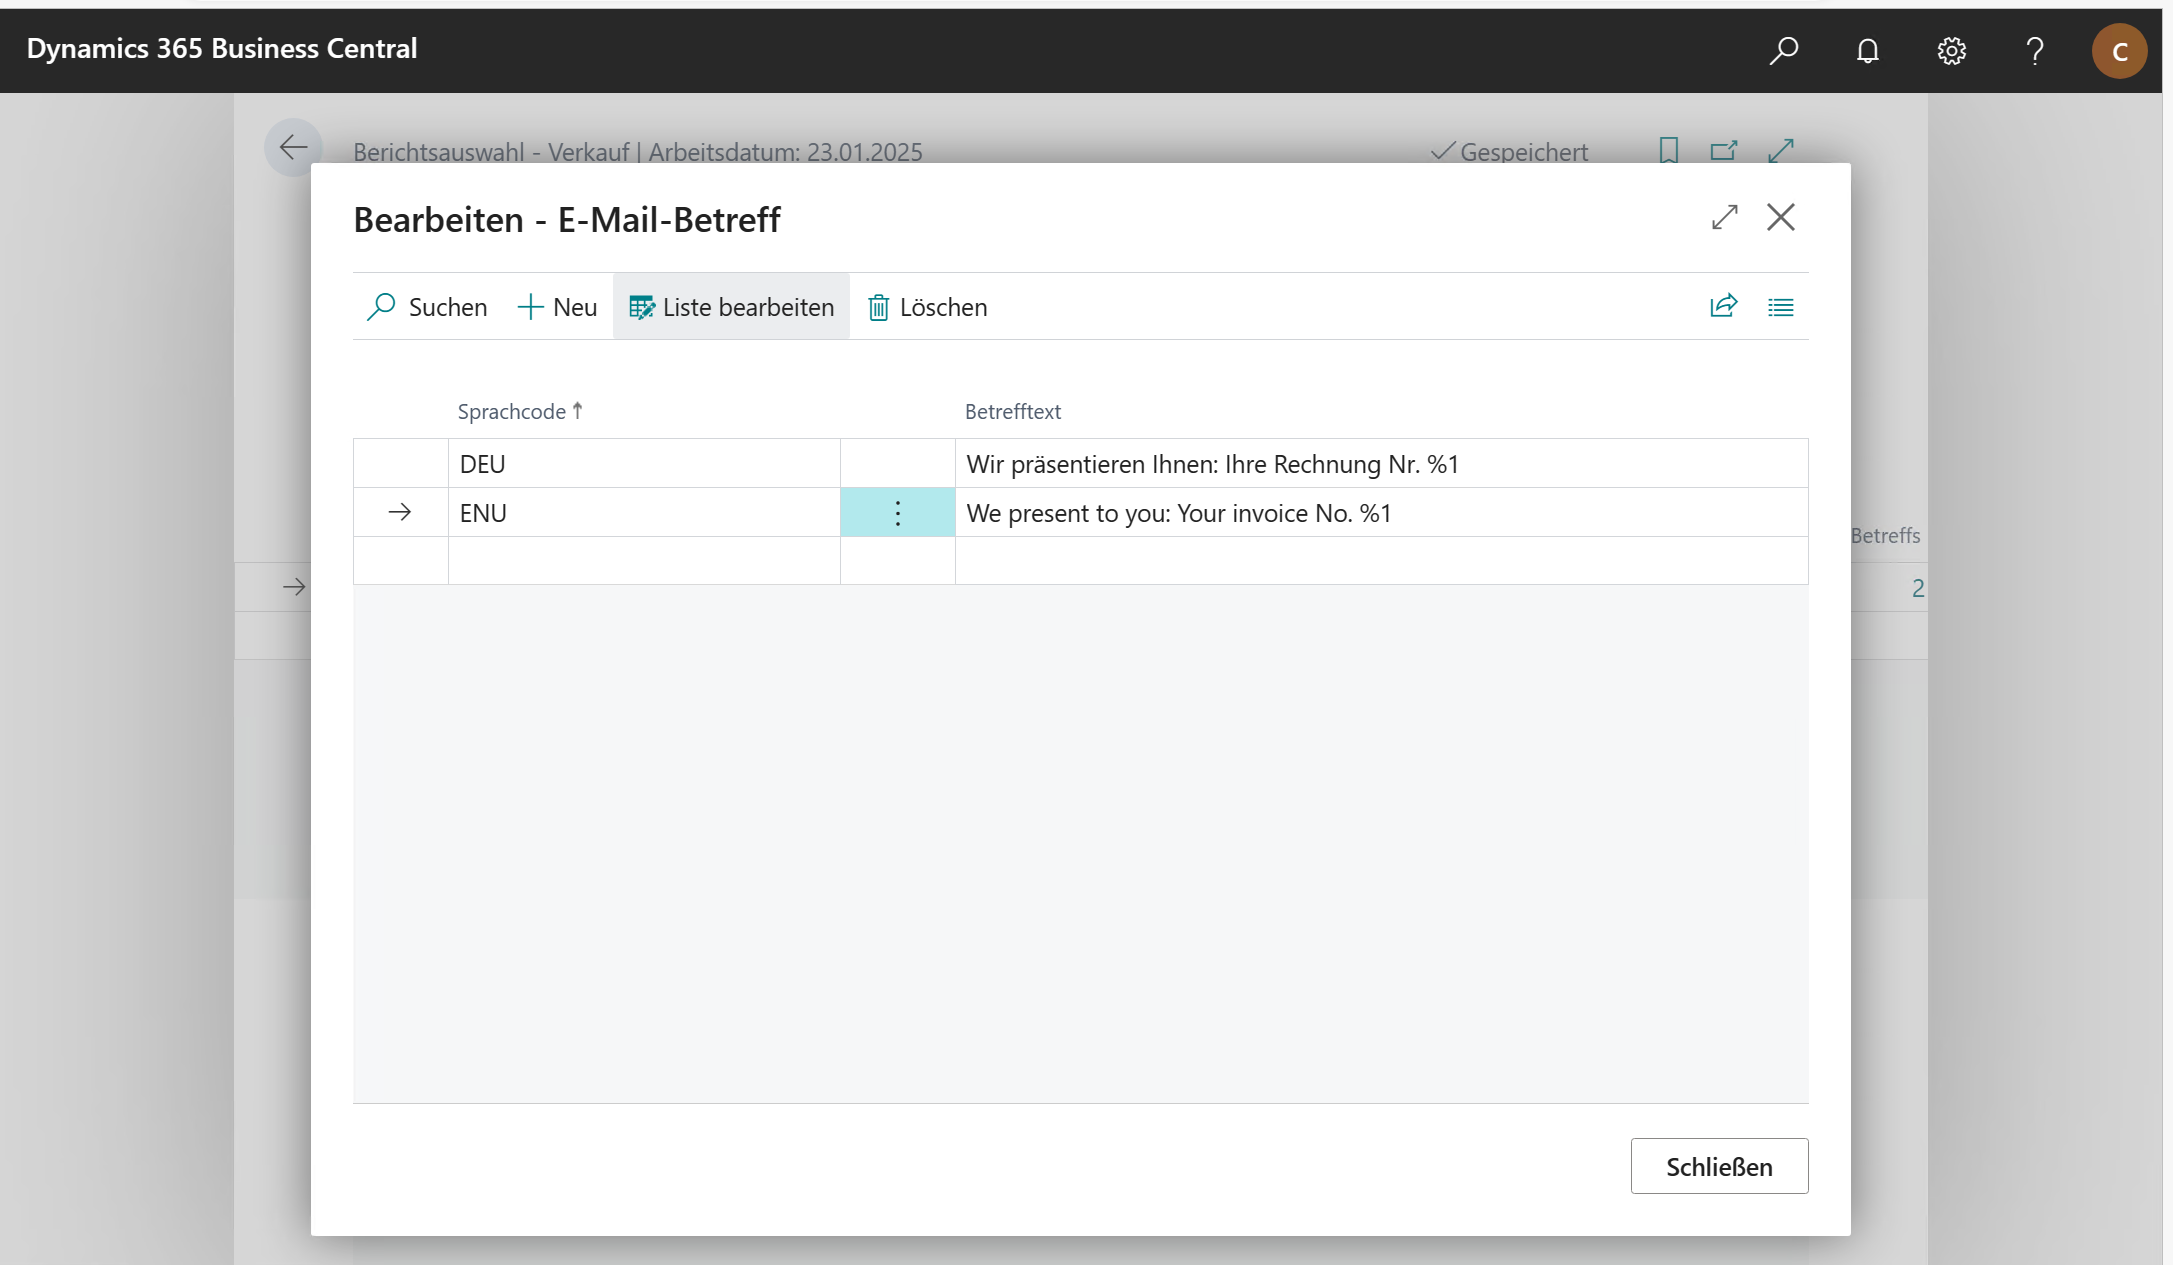 Dynamics 365 Business Central
C
Berichtsauswahl - Verkauf | Arbeitsdatum: 23.01.2025
Gespeichert
Bearbeiten - E-Mail-Betreff
Suchen
Neu
Liste bearbeiten
Löschen
Sprachcode ↑
Betrefftext
DEU
Wir präsentieren Ihnen: Ihre Rechnung Nr. %1
ENU
We present to you: Your invoice No. %1
Betreffs
2
Schließen